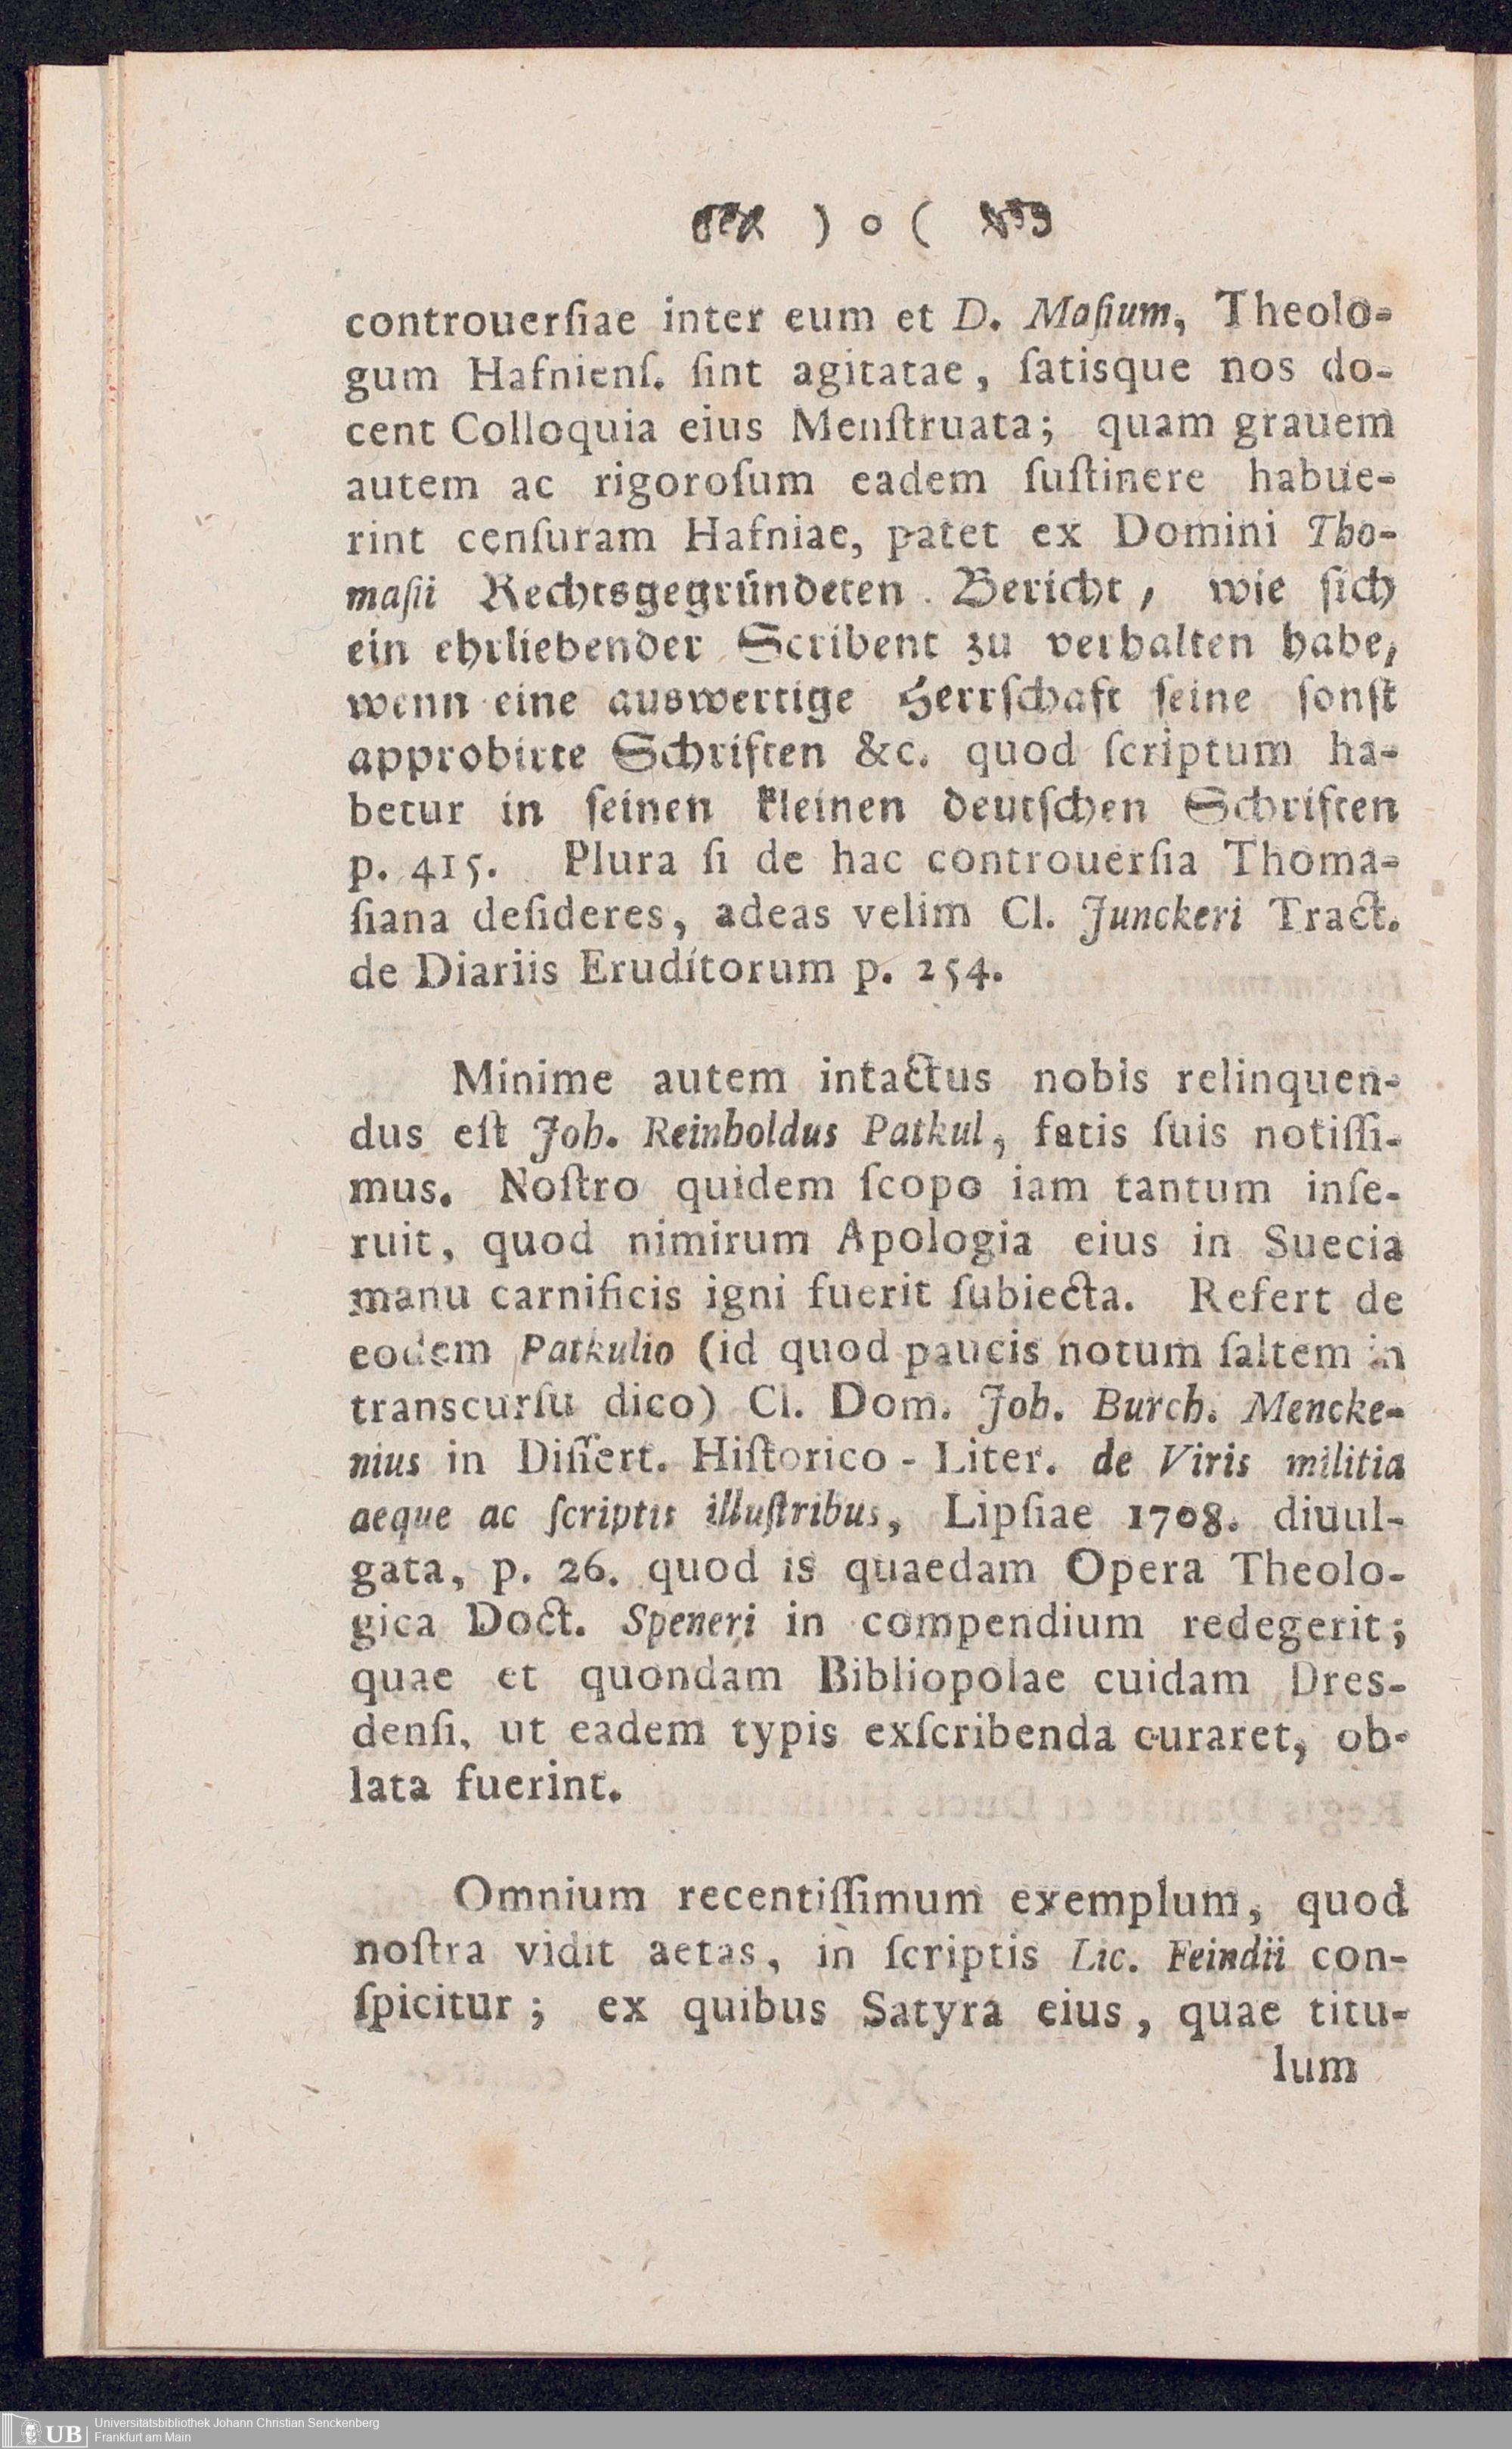 ) o (
controuerſiae inter eum et D. Maſium, Theolo-
gum Hafnienſ. ſint agitatae, ſatisque nos do-
cent Colloquia eius Menſtruata; quam grauem
autem ac rigoroſum eadem ſuſtinere habue-
rint cenſuram Hafniae, patet ex Domini Tho-
maſii Rechtsgegründeten Bericht, wie ſich
ein ehrliebender Scribent zu verhalten habe,
wenn eine auswertige Herrſchaft ſeine ſonſt
approbirte Schriften &c. quod ſcriptum ha-
betur in ſeinen kleinen deutſchen Schriften
p. 415. Plura ſi de hac controuerſia Thoma-
ſiana deſideres, adeas velim Cl. Junckeri Tract.
de Diariis Eruditorum p. 254.
Minime autem intactus nobis relinquen-
dus eſt Joh. Reinholdus Patkul, fatis ſuis notiſſi-
mus. Noſtro quidem ſcopo iam tantum inſe-
ruit, quod nimirum Apologia eius in Suecia
manu carnificis igni fuerit ſubiecta. Refert de
eodem Patkulio (id quod paucis notum ſaltem in
transcurſu dico) Cl. Dom. Joh. Burch. Mencke-
nius in Diſſert. Hiſtorico-Liter. de Viris militia
aeque ac ſcriptis illuſtribus, Lipſiae 1708. diuul-
gata, p. 26. quod is quaedam Opera Theolo-
gica Doct. Speneri in compendium redegerit;
quae et quondam Bibliopolae cuidam Dres-
denſi, ut eadem typis exſcribenda curaret, ob-
lata fuerint.
Omnium recentiſſimum exemplum, quod
noſtra vidit aetas, in ſcriptis Lic. Feindii con-
ſpicitur; ex quibus Satyra eius, quae titu-
lum
UB Universitätsbibliothek Johann Christian Senckenberg
Frankfurt am Main